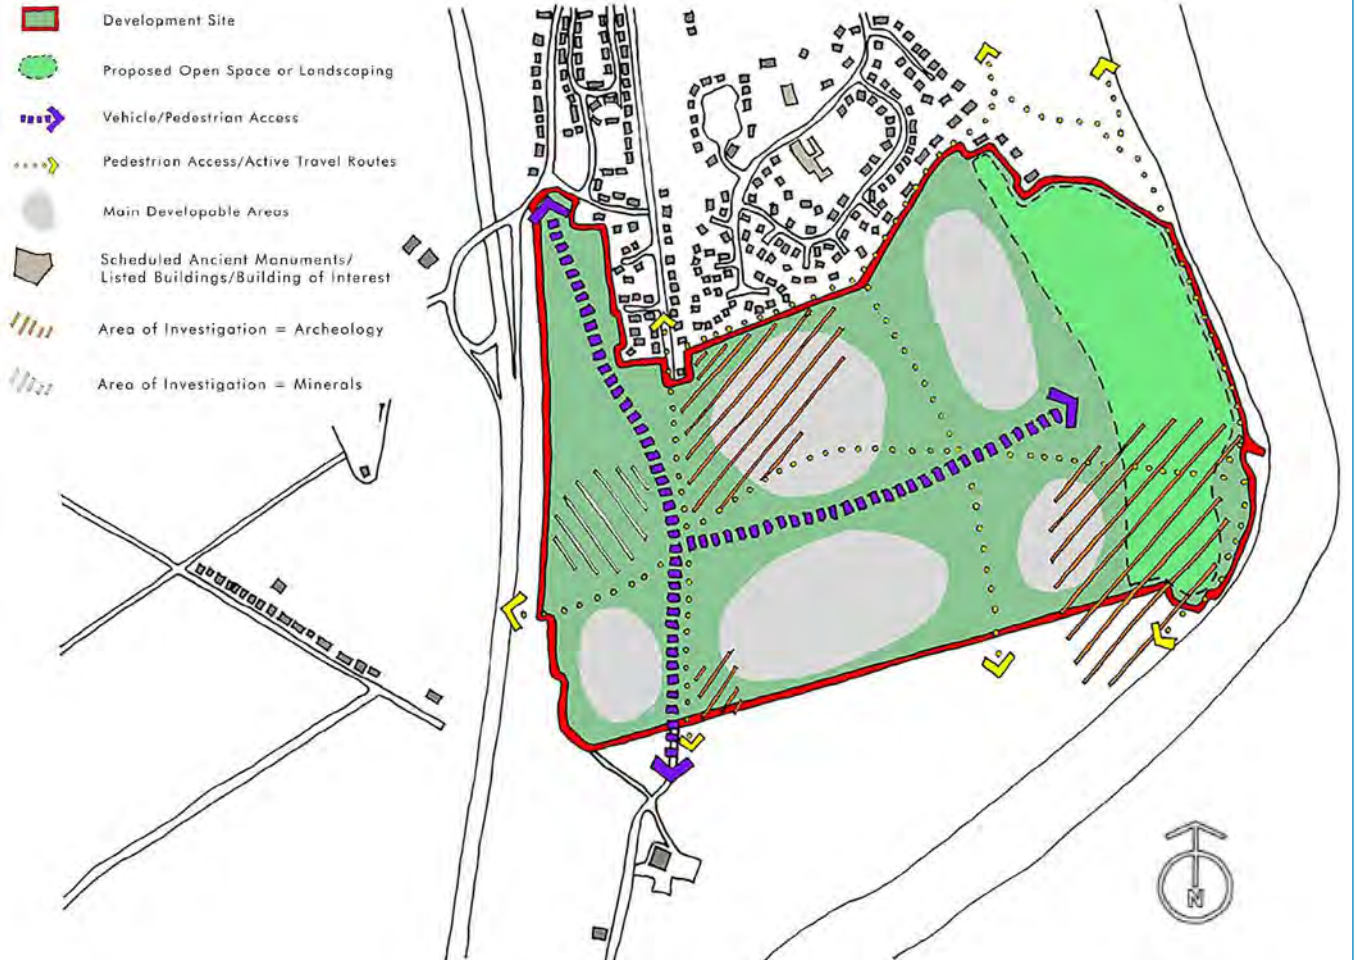 Development Site
Proposed Open Space or Landscaping
Vehicle/Pedestrian Access
Pedestrian Access/Active Travel Routes
Main Developable Areas
Scheduled Ancient Manuments/
Listed Buildings/Building of Interest
Area of Investigation = Archeology
Area of Investigation = Minerals
N